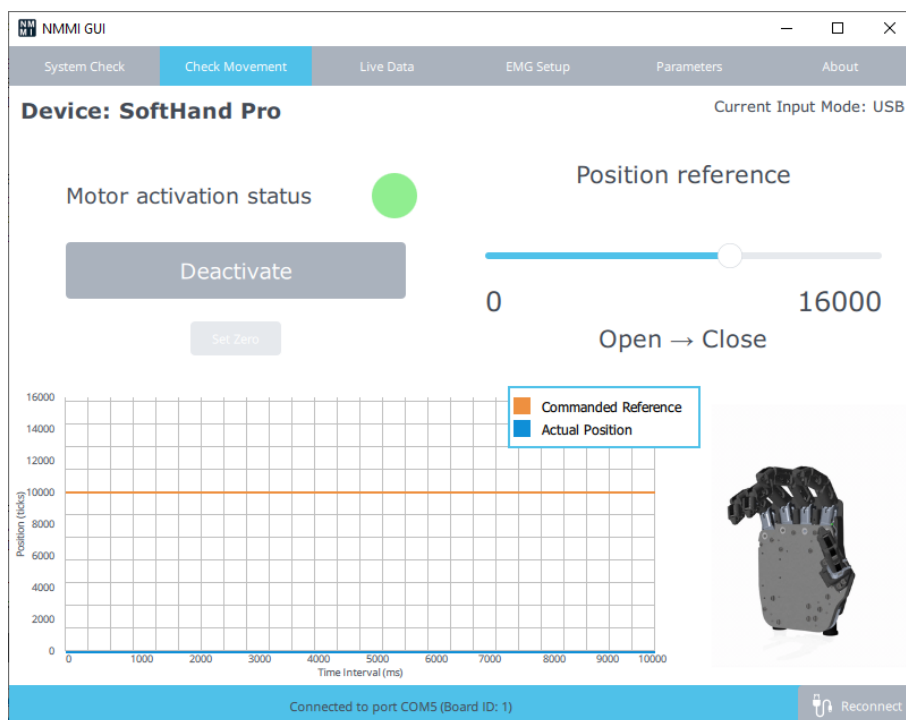 NM
MI
NMMI GUI
System Check
Check Movement
Live Data
EMG Setup
Parameters
About
Device: SoftHand Pro
Current Input Mode: USB
Motor activation status
Position reference
Deactivate
0
16000
Set Zero
Open → Close
Commanded Reference
Actual Position
Position (ticks)
16000
14000
12000
10000
8000
6000
4000
2000
0
0 1000 2000 3000 4000 5000 6000 7000 8000 9000 10000
Time Interval (ms)
Connected to port COM5 (Board ID: 1)
Reconnect